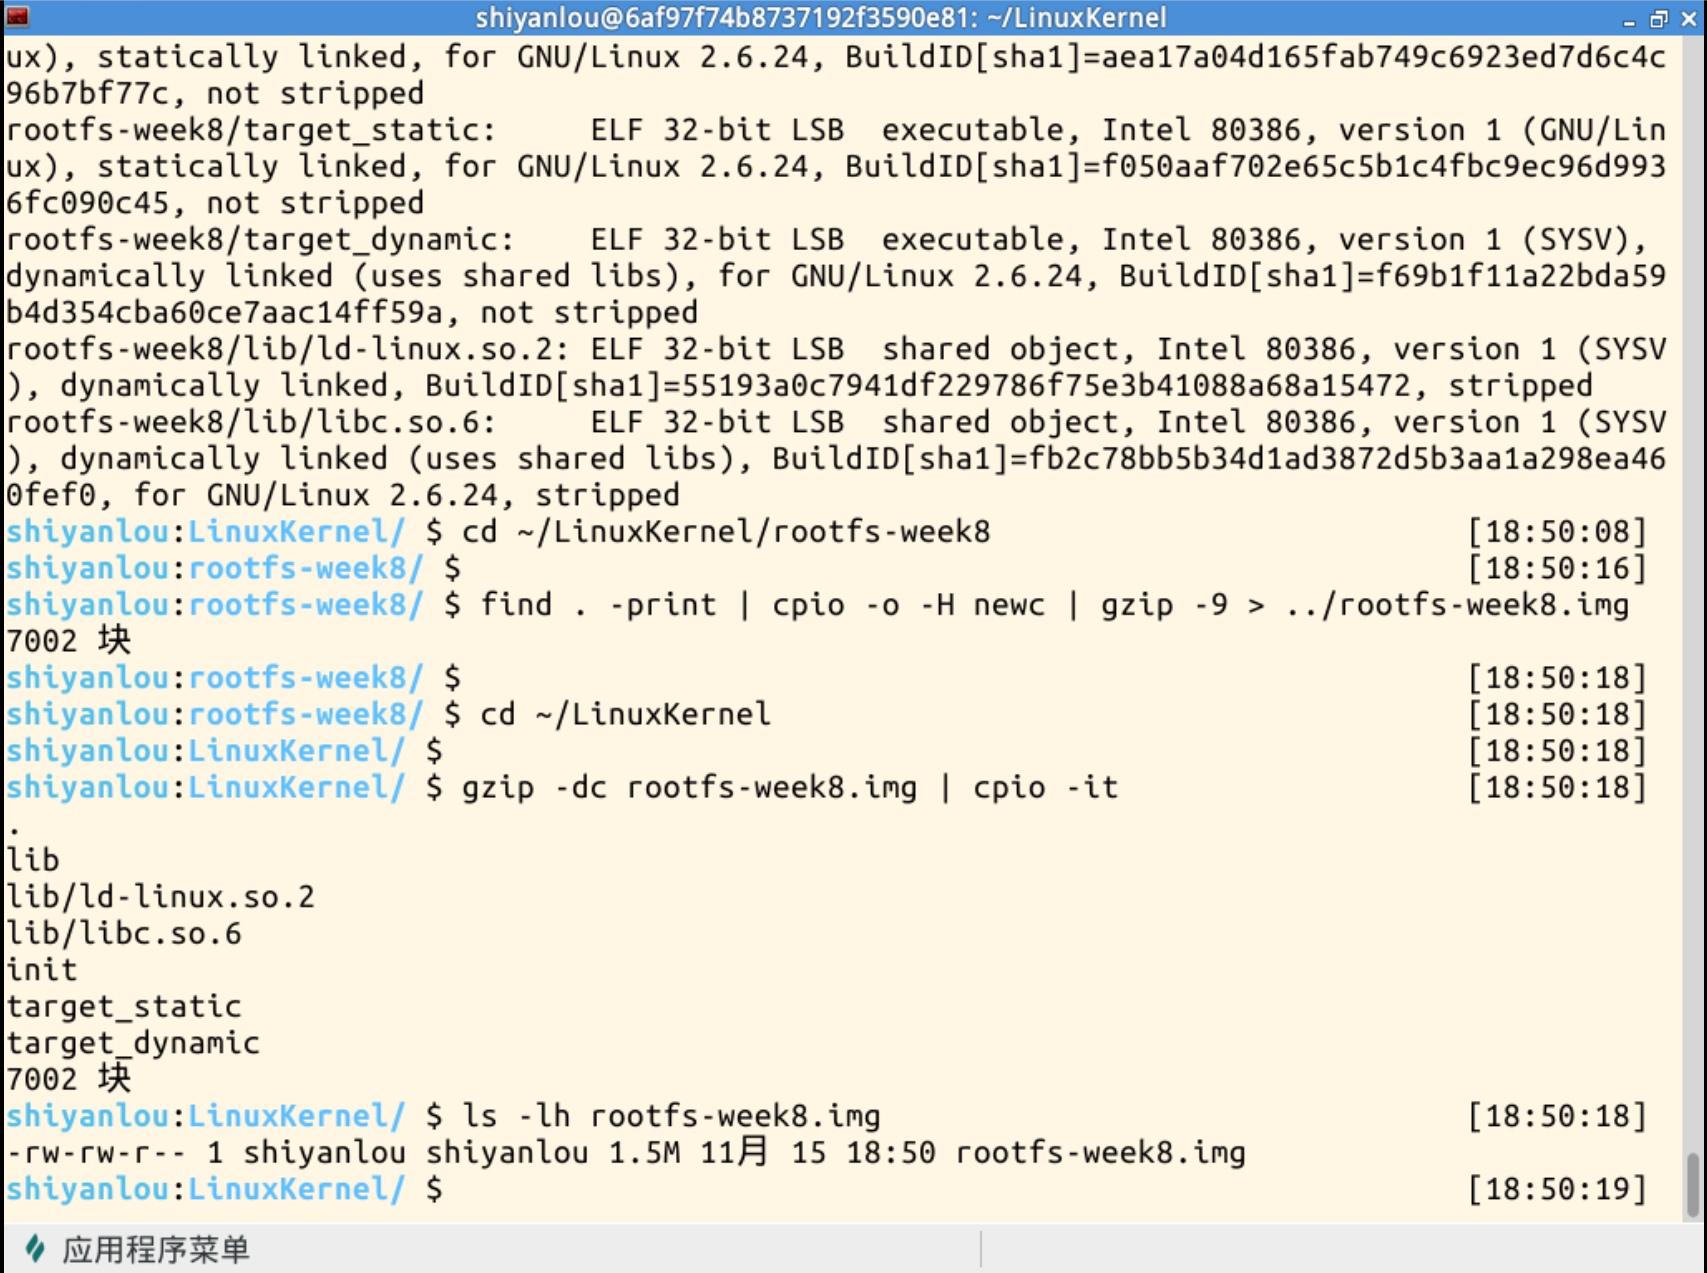 shiyanlou@6af97f74b8737192f3590e81: ~/LinuxKernel
ux), statically linked, for GNU/Linux 2.6.24, BuildID[sha1]=aea17a04d165fab749c6923ed7d6c4c
96b7bf77c, not stripped
rootfs-week8/target_static:     ELF 32-bit LSB  executable, Intel 80386, version 1 (GNU/Lin
ux), statically linked, for GNU/Linux 2.6.24, BuildID[sha1]=f050aaf702e65c5b1c4fbc9ec96d993
6fc090c45, not stripped
rootfs-week8/target_dynamic:    ELF 32-bit LSB  executable, Intel 80386, version 1 (SYSV),
dynamically linked (uses shared libs), for GNU/Linux 2.6.24, BuildID[sha1]=f69b1f11a22bda59
b4d354cba60ce7aac14ff59a, not stripped
rootfs-week8/lib/ld-linux.so.2: ELF 32-bit LSB  shared object, Intel 80386, version 1 (SYSV
), dynamically linked, BuildID[sha1]=55193a0c7941df229786f75e3b41088a68a15472, stripped
rootfs-week8/lib/libc.so.6:     ELF 32-bit LSB  shared object, Intel 80386, version 1 (SYSV
), dynamically linked (uses shared libs), BuildID[sha1]=fb2c78bb5b34d1ad3872d5b3aa1a298ea46
0fef0, for GNU/Linux 2.6.24, stripped
shiyanlou:LinuxKernel/ $ cd ~/LinuxKernel/rootfs-week8 [18:50:08]
shiyanlou:rootfs-week8/ $ [18:50:16]
shiyanlou:rootfs-week8/ $ find . -print | cpio -o -H newc | gzip -9 > ../rootfs-week8.img
7002 块
shiyanlou:rootfs-week8/ $ [18:50:18]
shiyanlou:rootfs-week8/ $ cd ~/LinuxKernel [18:50:18]
shiyanlou:LinuxKernel/ $ [18:50:18]
shiyanlou:LinuxKernel/ $ gzip -dc rootfs-week8.img | cpio -it [18:50:18]
.
lib
lib/ld-linux.so.2
lib/libc.so.6
init
target_static
target_dynamic
7002 块
shiyanlou:LinuxKernel/ $ ls -lh rootfs-week8.img [18:50:18]
-rw-rw-r-- 1 shiyanlou shiyanlou 1.5M 11月 15 18:50 rootfs-week8.img
shiyanlou:LinuxKernel/ $ [18:50:19]
应用程序菜单